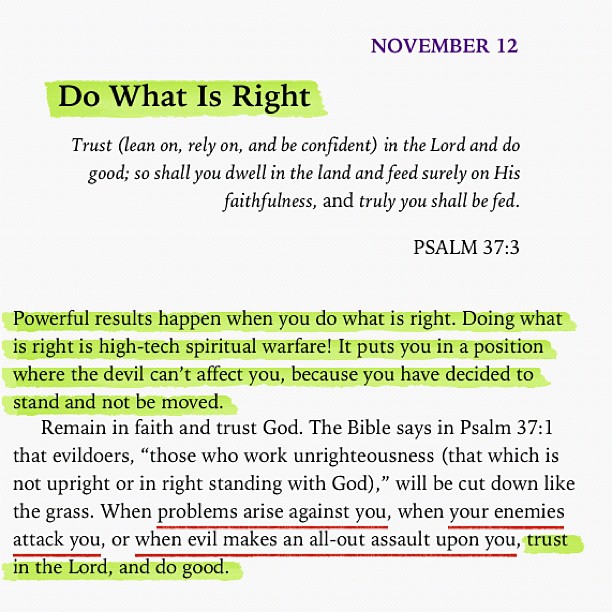 NOVEMBER 12
Do What Is Right
Trust (lean on, rely on, and be confident) in the Lord and do
good; so shall you dwell in the land and feed surely on His
faithfulness, and truly you shall be fed.
PSALM 37:3
Powerful results happen when you do what is right. Doing what
is right is high-tech spiritual warfare! It puts you in a position
where the devil can’t affect you, because you have decided to
stand and not be moved.
Remain in faith and trust God. The Bible says in Psalm 37:1
that evildoers, “those who work unrighteousness (that which is
not upright or in right standing with God),” will be cut down like
the grass. When problems arise against you, when your enemies
attack you, or when evil makes an all-out assault upon you, trust
in the Lord, and do good.